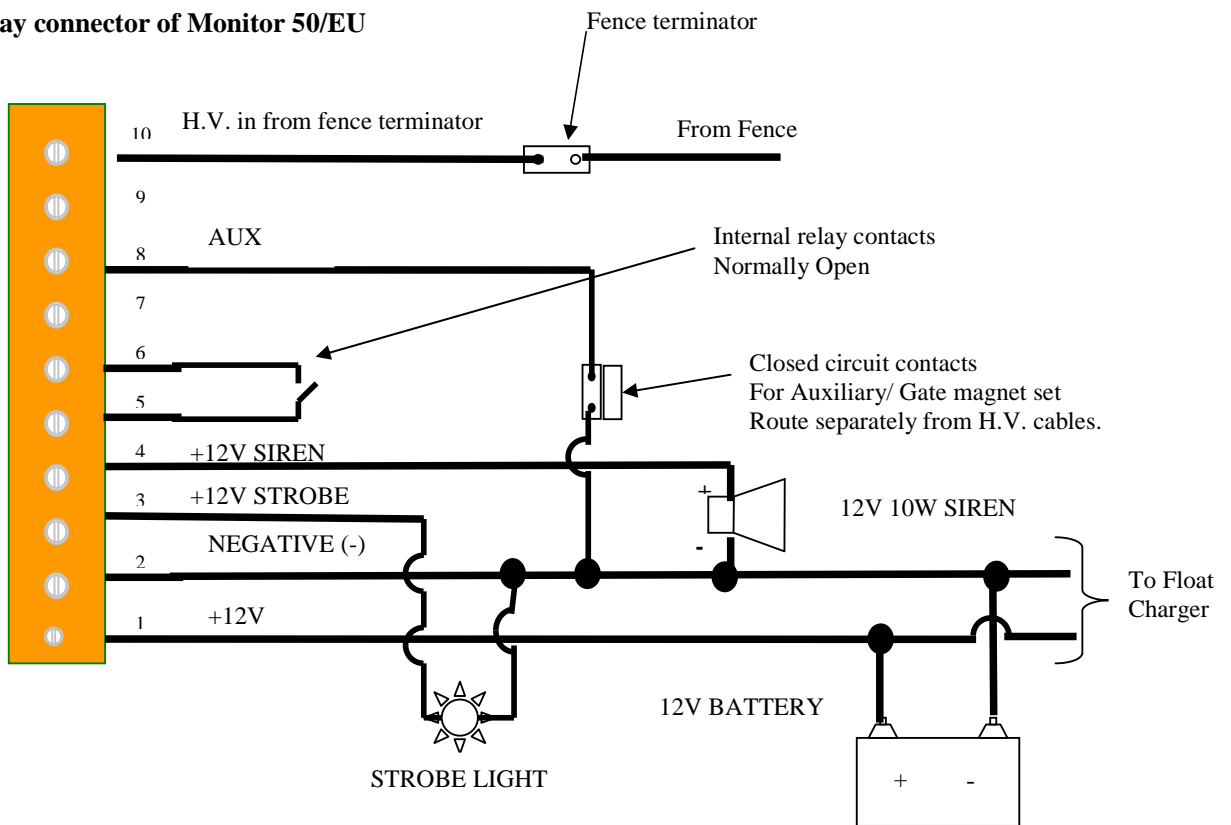 ay connector of Monitor 50/EU
Fence terminator
10
H.V. in from fence terminator
From Fence
9
AUX
8
Internal relay contacts
Normally Open
7
6
Closed circuit contacts
For Auxiliary/ Gate magnet set
Route separately from H.V. cables.
5
4
+12V SIREN
3
+12V STROBE
+
-
12V 10W SIREN
NEGATIVE (-)
2
To Float
Charger
1
+12V
12V BATTERY
STROBE LIGHT
+ -